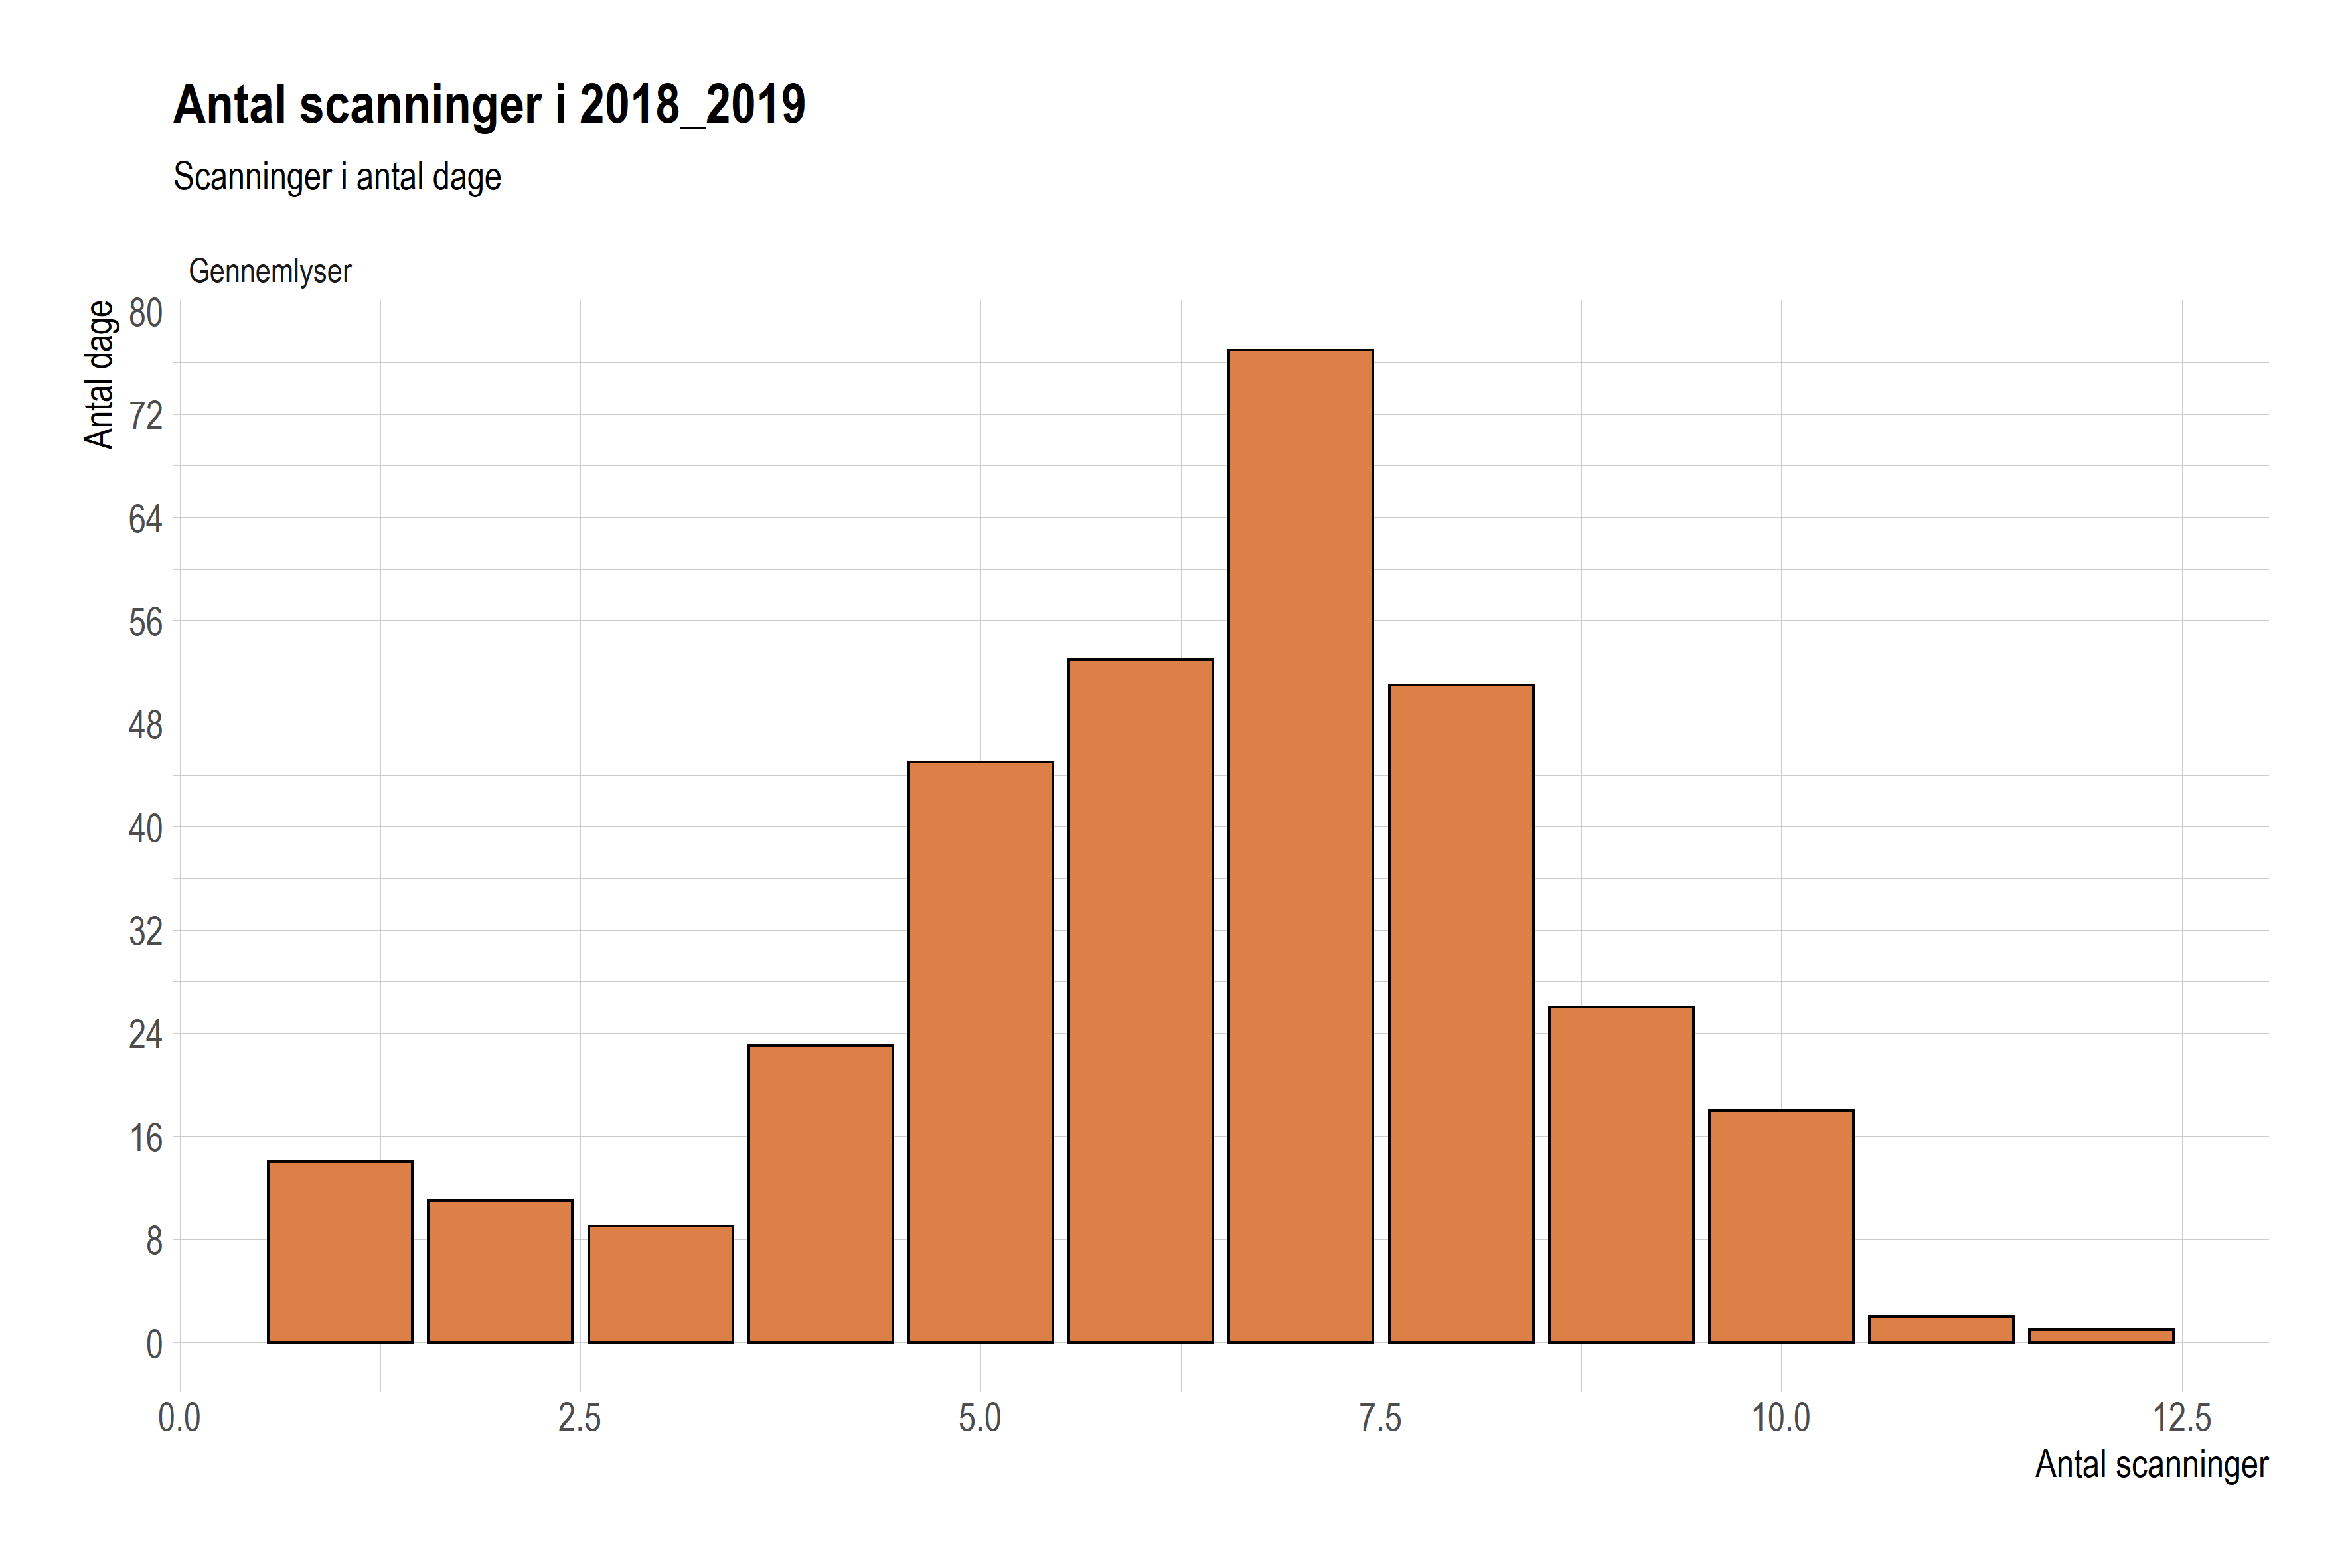 Antal scanninger i 2018_2019
Scanninger i antal dage
Gennemlyser
Antal dage
80
72
64
56
48
40
32
24
16
8
0
0.0 2.5 5.0 7.5 10.0 12.5
Antal scanninger